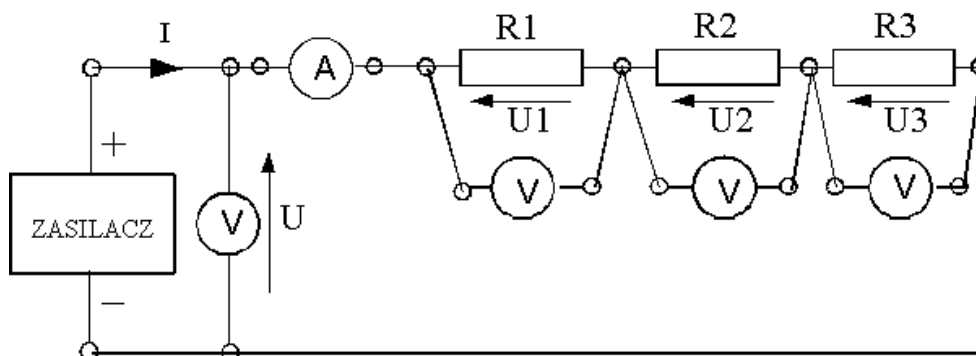 I
R1
R2
R3
A
U1
U2
U3
+
V
V
V
ZASILACZ
V
U
−